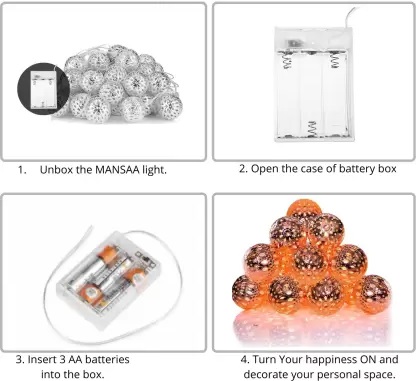 1. Unbox the MANSAA light.
2. Open the case of battery box
3. Insert 3 AA batteries
into the box.
4. Turn Your happiness ON and
decorate your personal space.